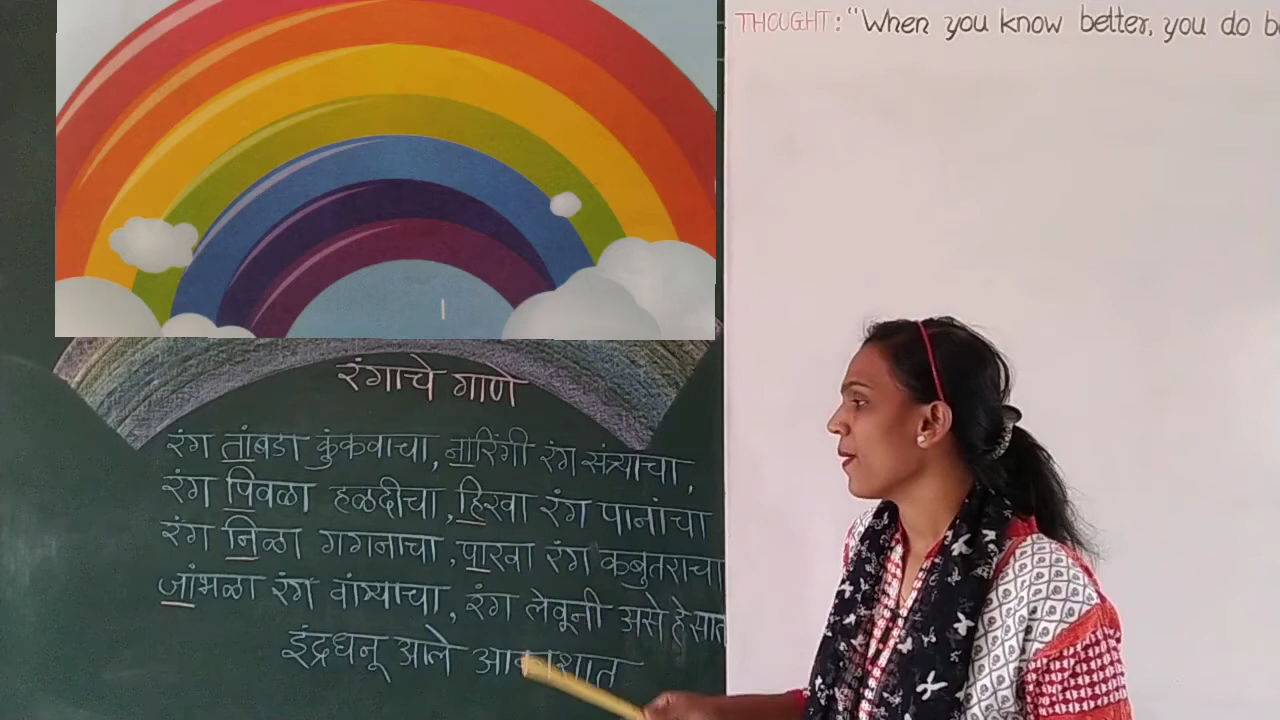 THOUGHT: "When you know better, you do
रंगाचे गाणे
रंग तांबडा कुंकवाचा, नारिंगी रंग संत्र्याचा,
रंग पिवळा हळदीचा, हिरवा रंग पानांचा
रंग निळा गगनाचा, पारवा रंग कबुतराचा
जांभळा रंग वांग्याचा, रंग लेवूनी असे हे सात
इंद्रधनू आले आकाशात